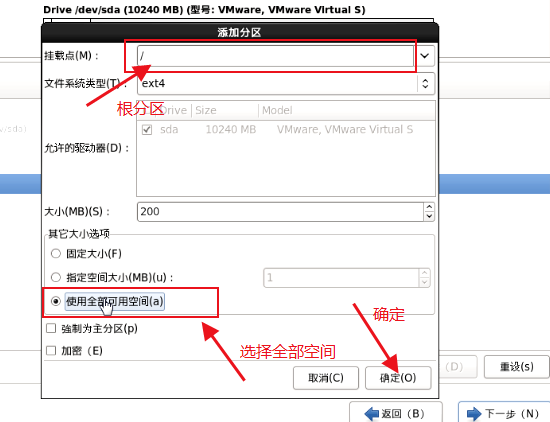 Drive /dev/sda (10240 MB) (型号: VMware, VMware Virtual S)
添加分区
挂载点(M)： /
文件系统类型(T)： ext4
根分区
Drive Size Model
sda 10240 MB VMware, VMware Virtual S
(sda)
允许的驱动器(D)：
大小(MB)(S)： 200
其它大小选项
固定大小(F)
指定空间大小(MB)(u)： 1
使用全部可用空间(a)
确定
強制为主分区(p)
选择全部空间
加密（E)
取消(C) 确定(O) (D) 重设(s)
返回（B） 下一步（N）